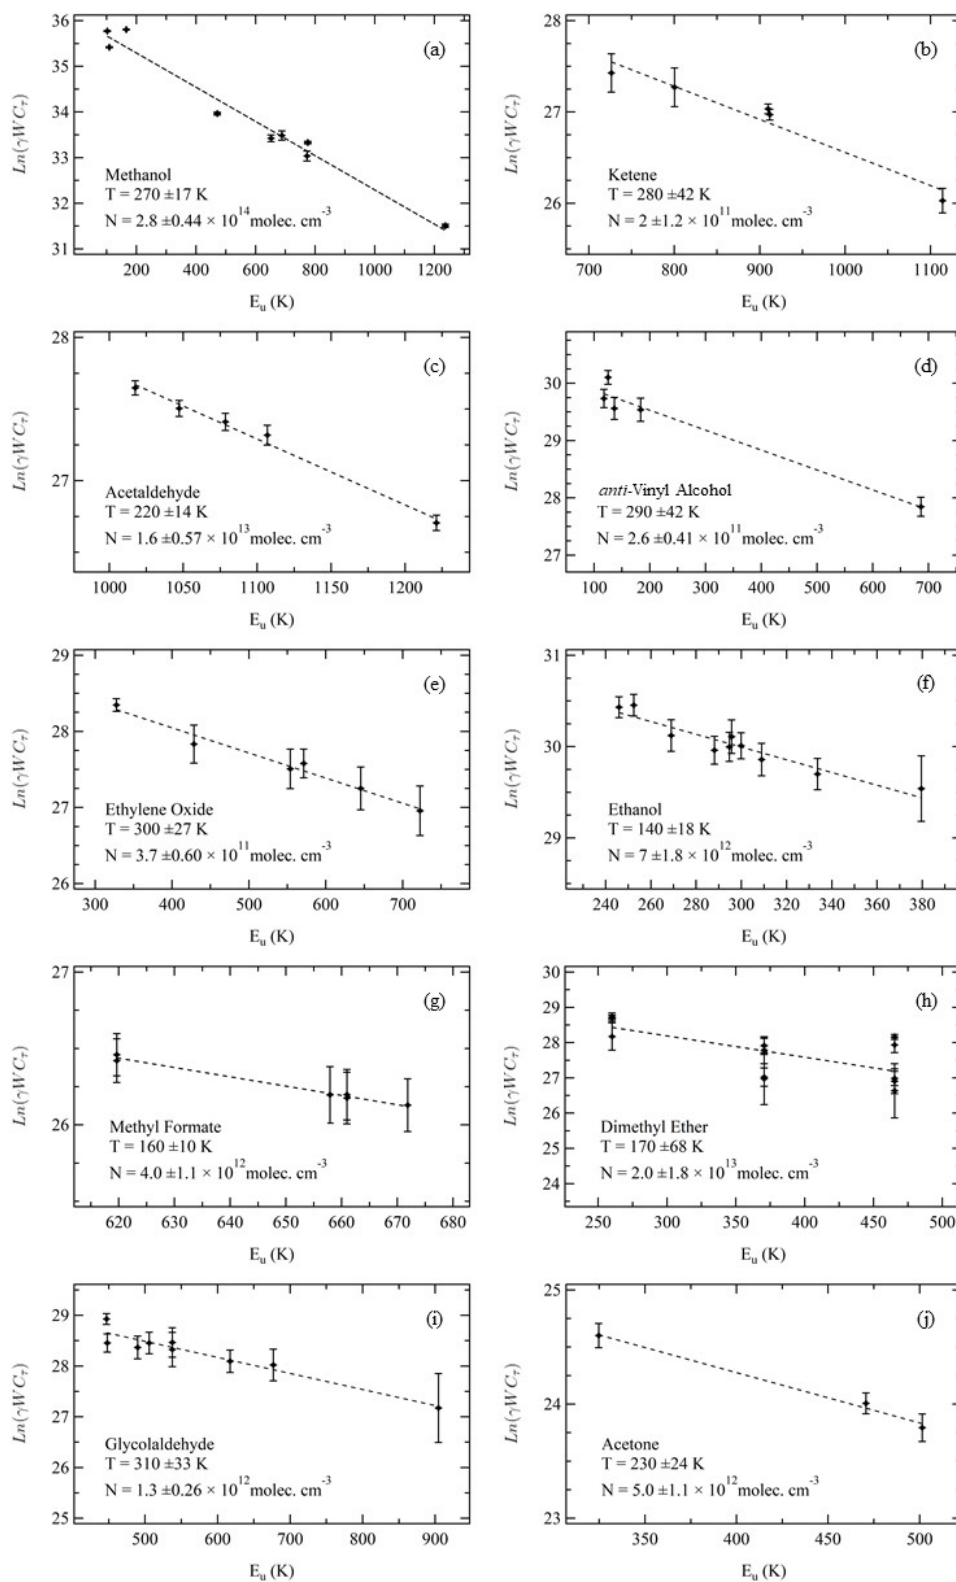 (a)
Ln(γWCτ)
36
35
34
33
32
31
Methanol
T = 270 ±17 K
N = 2.8 ±0.44 × 10^14 molec. cm^-3
200 400 600 800 1000 1200
E_u (K)
(b)
Ln(γWCτ)
28
27
26
Ketene
T = 280 ±42 K
N = 2 ±1.2 × 10^11 molec. cm^-3
700 800 900 1000 1100
E_u (K)
(c)
Ln(γWCτ)
28
27
Acetaldehyde
T = 220 ±14 K
N = 1.6 ±0.57 × 10^13 molec. cm^-3
1000 1050 1100 1150 1200
E_u (K)
(d)
Ln(γWCτ)
30
29
28
27
anti-Vinyl Alcohol
T = 290 ±42 K
N = 2.6 ±0.41 × 10^11 molec. cm^-3
100 200 300 400 500 600 700
E_u (K)
(e)
Ln(γWCτ)
29
28
27
26
Ethylene Oxide
T = 300 ±27 K
N = 3.7 ±0.60 × 10^11 molec. cm^-3
300 400 500 600 700
E_u (K)
(f)
Ln(γWCτ)
31
30
29
Ethanol
T = 140 ±18 K
N = 7 ±1.8 × 10^12 molec. cm^-3
240 260 280 300 320 340 360 380
E_u (K)
(g)
Ln(γWCτ)
27
26
Methyl Formate
T = 160 ±10 K
N = 4.0 ±1.1 × 10^12 molec. cm^-3
620 630 640 650 660 670 680
E_u (K)
(h)
Ln(γWCτ)
30
29
28
27
26
25
24
Dimethyl Ether
T = 170 ±68 K
N = 2.0 ±1.8 × 10^13 molec. cm^-3
250 300 350 400 450 500
E_u (K)
(i)
Ln(γWCτ)
29
28
27
26
25
Glycolaldehyde
T = 310 ±33 K
N = 1.3 ±0.26 × 10^12 molec. cm^-3
500 600 700 800 900
E_u (K)
(j)
Ln(γWCτ)
25
24
23
Acetone
T = 230 ±24 K
N = 5.0 ±1.1 × 10^12 molec. cm^-3
350 400 450 500
E_u (K)